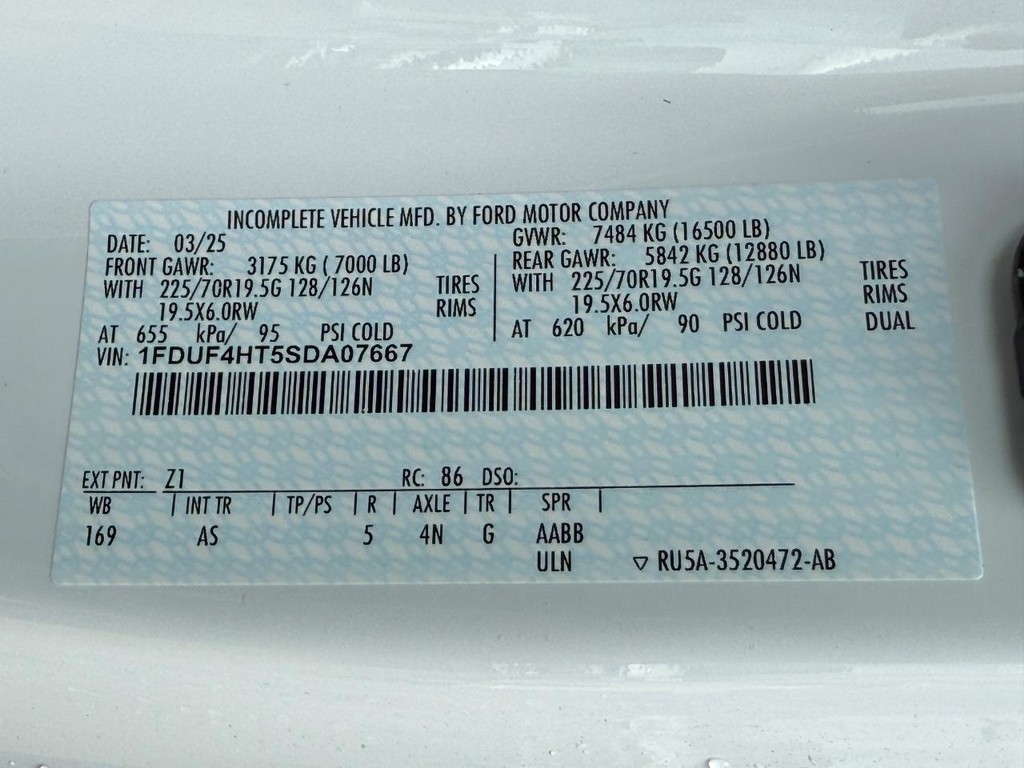 INCOMPLETE VEHICLE MFD. BY FORD MOTOR COMPANY
DATE: 03/25 GVWR: 7484 KG (16500 LB)
FRONT GAWR: 3175 KG ( 7000 LB) REAR GAWR: 5842 KG (12880 LB)
WITH 225/70R19.5G 128/126N TIRES WITH 225/70R19.5G 128/126N TIRES
19.5X6.0RW RIMS 19.5X6.0RW RIMS
AT 655 kPa/ 95 PSI COLD AT 620 kPa/ 90 PSI COLD DUAL
VIN: 1FDUF4HT5SDA07667
EXT PNT: Z1 RC: 86 DSO:
WB | INT TR | TP/PS | R | AXLE | TR | SPR |
169 AS 5 4N G AABB
ULN ▽ RU5A-3520472-AB